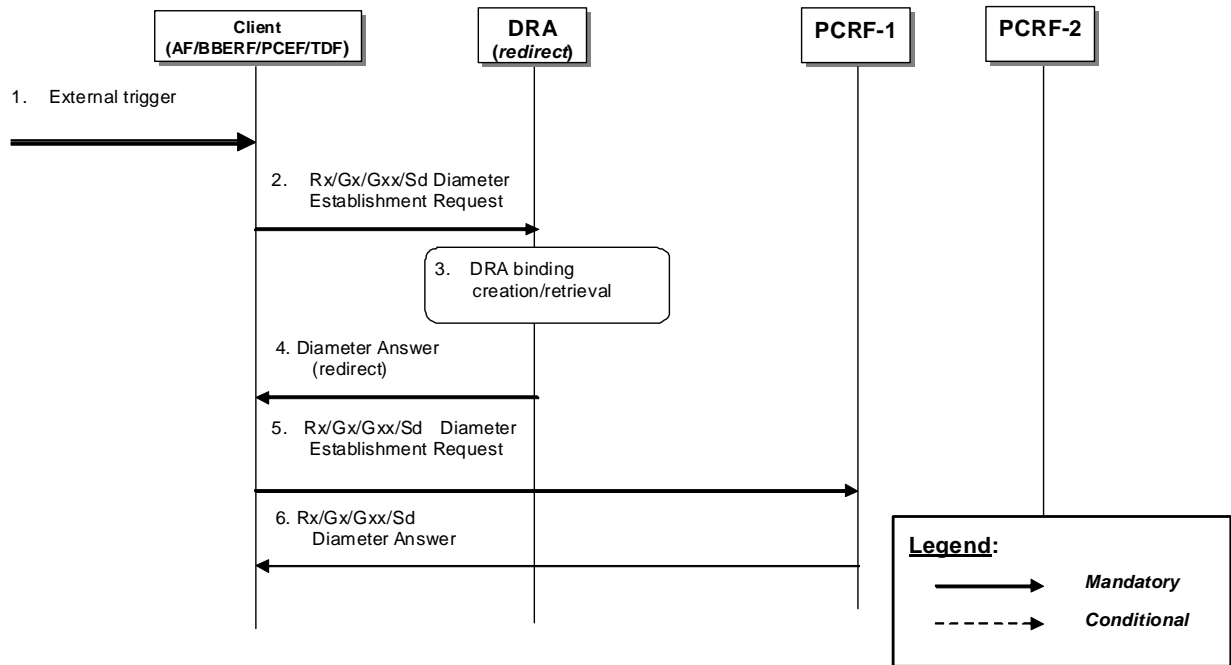 Client
(AF/BBERF/PCEF/TDF)
DRA
(redirect)
PCRF-1
PCRF-2
1. External trigger
2. Rx/Gx/Gxx/Sd Diameter
Establishment Request
3. DRA binding
creation/retrieval
4. Diameter Answer
(redirect)
5. Rx/Gx/Gxx/Sd Diameter
Establishment Request
6. Rx/Gx/Gxx/Sd
Diameter Answer
Legend:
Mandatory
Conditional